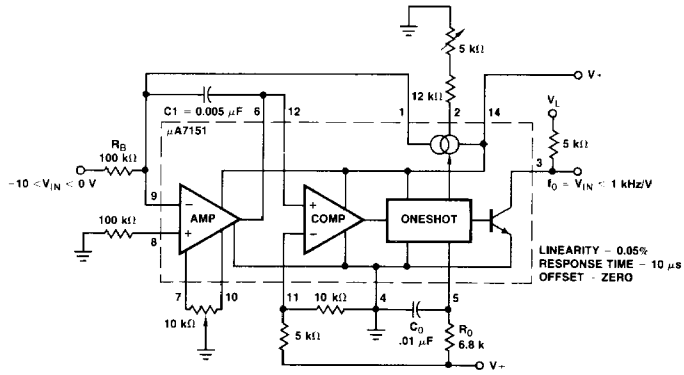 5 kΩ
12 kΩ
V+
C1 = 0.005 µF
6
12
1
2
14
VL
µA7151
5 kΩ
RB
100 kΩ
3
−10 <VIN < 0 V
fO = VIN < 1 kHz/V
9
−
+
AMP
COMP
ONESHOT
100 kΩ
8
+
−
LINEARITY – 0.05%
RESPONSE TIME – 10 µs
OFFSET – ZERO
7
10
11
10 kΩ
4
5
10 kΩ
5 kΩ
CO
.01 µF
RO
6.8 k
V+